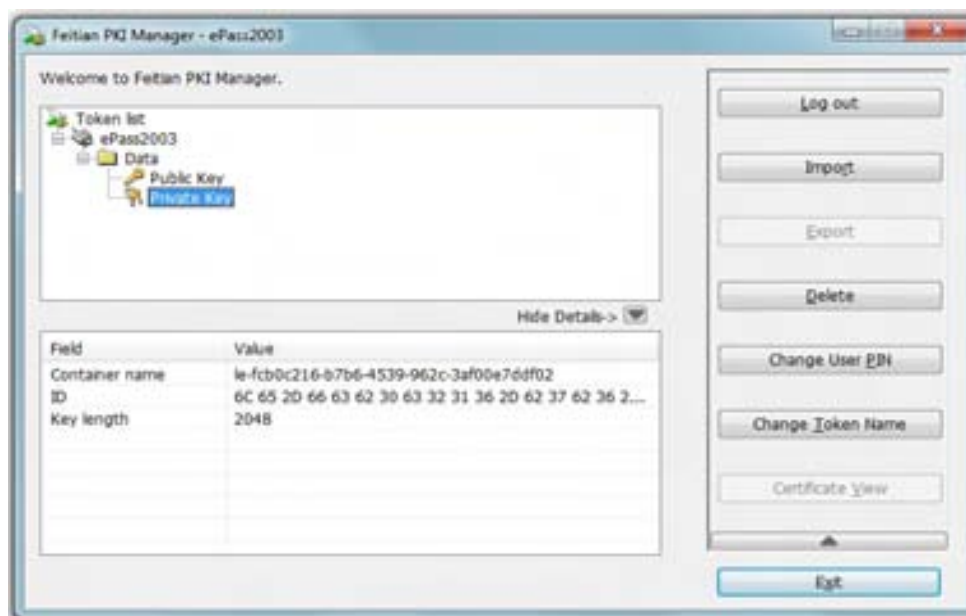 Feitian PKI Manager - ePass2003
Welcome to Feitian PKI Manager.
Token list
ePass2003
Data
Public Key
Private Key
Hide Details->
Field Value
Container name le-fcb0c216-b7b6-4539-962c-3af00e7ddf02
ID 6C 65 2D 66 63 62 30 63 32 31 36 2D 62 37 62 36 2...
Key length 2048
Log out
Import
Export
Delete
Change User PIN
Change Token Name
Certificate View
Exit